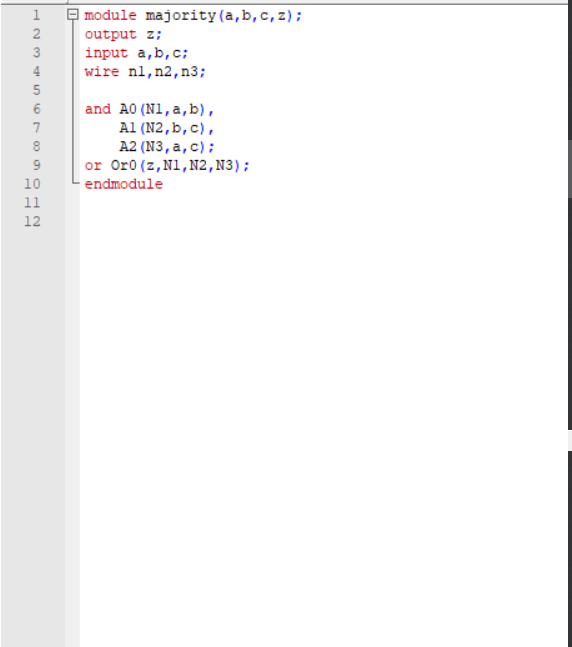 1 module majority(a,b,c,z);
2 output z;
3 input a,b,c;
4 wire n1,n2,n3;
5
6 and A0(N1,a,b),
7 A1(N2,b,c),
8 A2(N3,a,c);
9 or Or0(z,N1,N2,N3);
10 endmodule
11
12